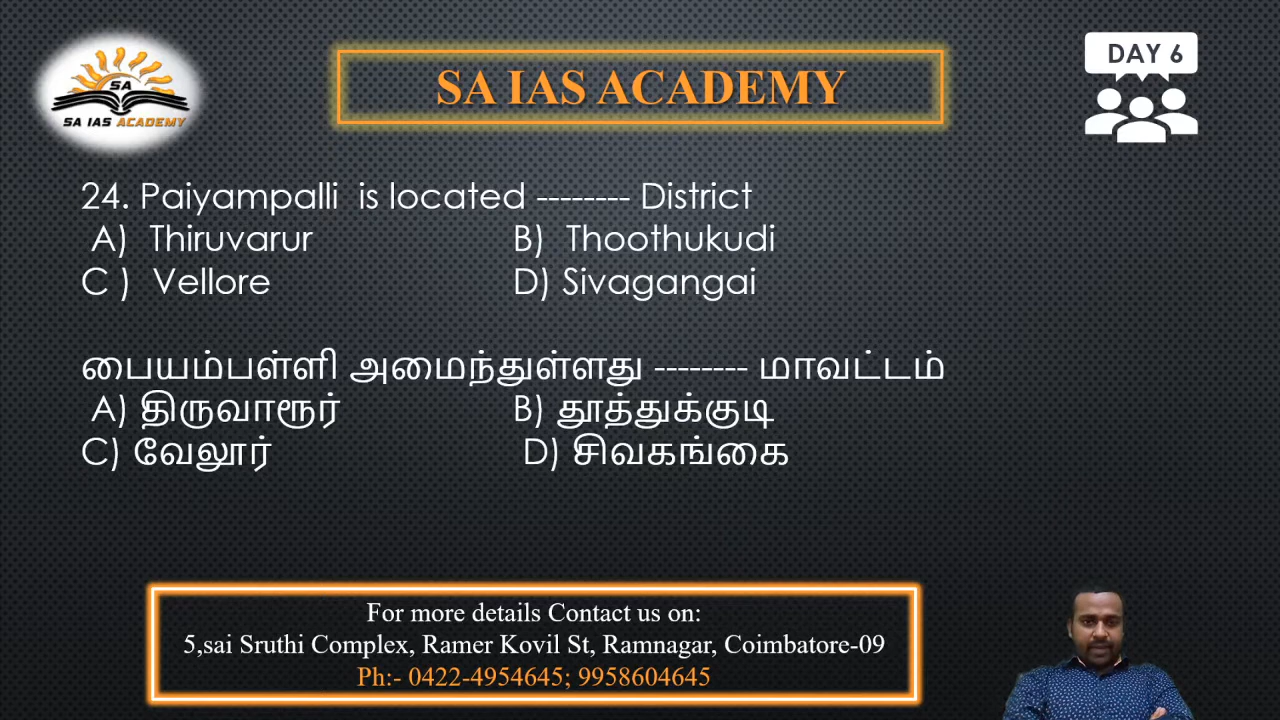 SA
SA IAS ACADEMY
SA IAS ACADEMY
DAY 6
24. Paiyampalli is located -------- District
A) Thiruvarur B) Thoothukudi
C ) Vellore D) Sivagangai
பையம்பள்ளி அமைந்துள்ளது -------- மாவட்டம்
A) திருவாரூர் B) தூத்துக்குடி
C) வேலூர் D) சிவகங்கை
For more details Contact us on:
5,sai Sruthi Complex, Ramer Kovil St, Ramnagar, Coimbatore-09
Ph:- 0422-4954645; 9958604645